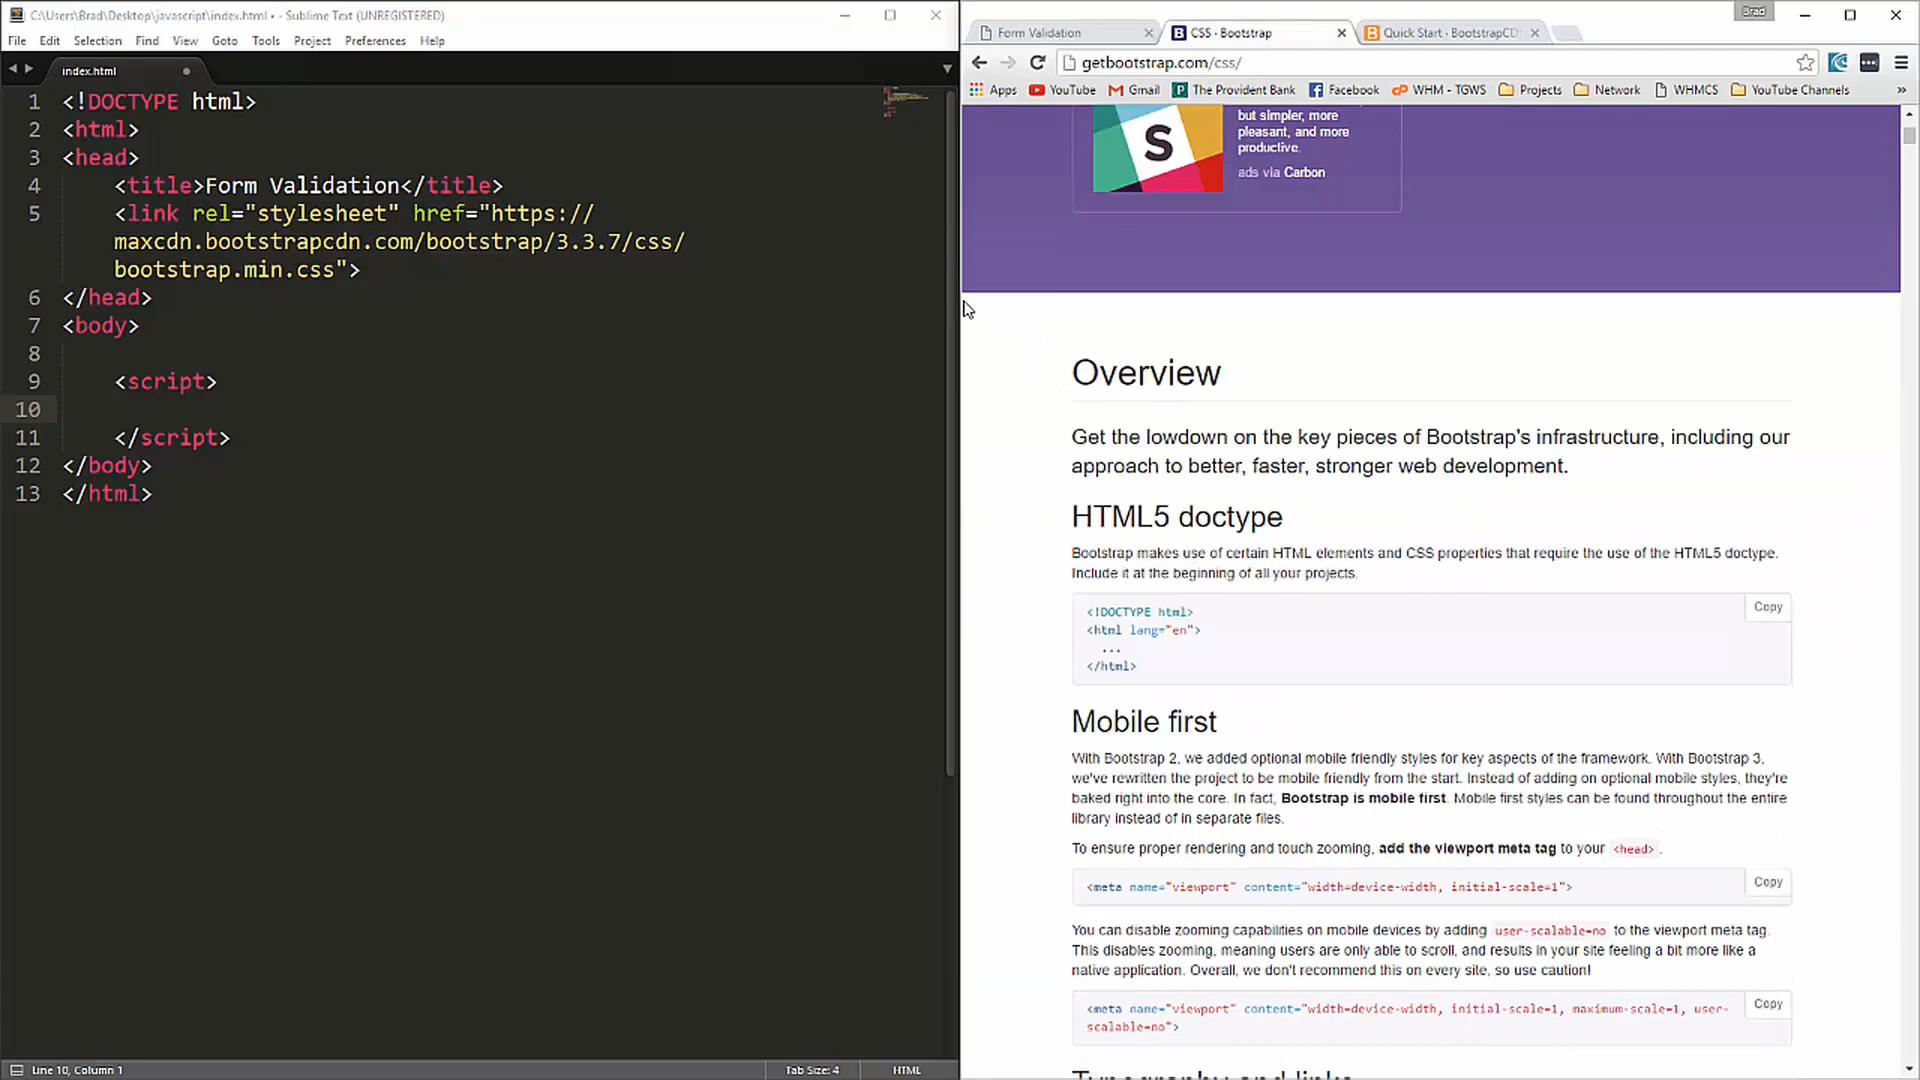 C:\Users\Brad\Desktop\javascript\index.html • - Sublime Text (UNREGISTERED)
File Edit Selection Find View Goto Tools Project Preferences Help
index.html
1 <!DOCTYPE html>
2 <html>
3 <head>
4 <title>Form Validation</title>
5 <link rel="stylesheet" href="https://
maxcdn.bootstrapcdn.com/bootstrap/3.3.7/css/
bootstrap.min.css">
6 </head>
7 <body>
8
9 <script>
10
11 </script>
12 </body>
13 </html>
Line 10, Column 1 Tab Size: 4 HTML
Brad
Form Validation CSS · Bootstrap Quick Start · BootstrapCD
getbootstrap.com/css/
Apps YouTube Gmail The Provident Bank Facebook WHM - TGWS Projects Network WHMCS YouTube Channels »
S
but simpler, more
pleasant, and more
productive.
ads via Carbon
Overview
Get the lowdown on the key pieces of Bootstrap's infrastructure, including our
approach to better, faster, stronger web development.
HTML5 doctype
Bootstrap makes use of certain HTML elements and CSS properties that require the use of the HTML5 doctype.
Include it at the beginning of all your projects.
Copy
<!DOCTYPE html>
<html lang="en">
...
</html>
Mobile first
With Bootstrap 2, we added optional mobile friendly styles for key aspects of the framework. With Bootstrap 3,
we've rewritten the project to be mobile friendly from the start. Instead of adding on optional mobile styles, they're
baked right into the core. In fact, Bootstrap is mobile first. Mobile first styles can be found throughout the entire
library instead of in separate files.
To ensure proper rendering and touch zooming, add the viewport meta tag to your <head>.
<meta name="viewport" content="width=device-width, initial-scale=1"> Copy
You can disable zooming capabilities on mobile devices by adding user-scalable=no to the viewport meta tag.
This disables zooming, meaning users are only able to scroll, and results in your site feeling a bit more like a
native application. Overall, we don't recommend this on every site, so use caution!
<meta name="viewport" content="width=device-width, initial-scale=1, maximum-scale=1, user- Copy
scalable=no">
Typography and links